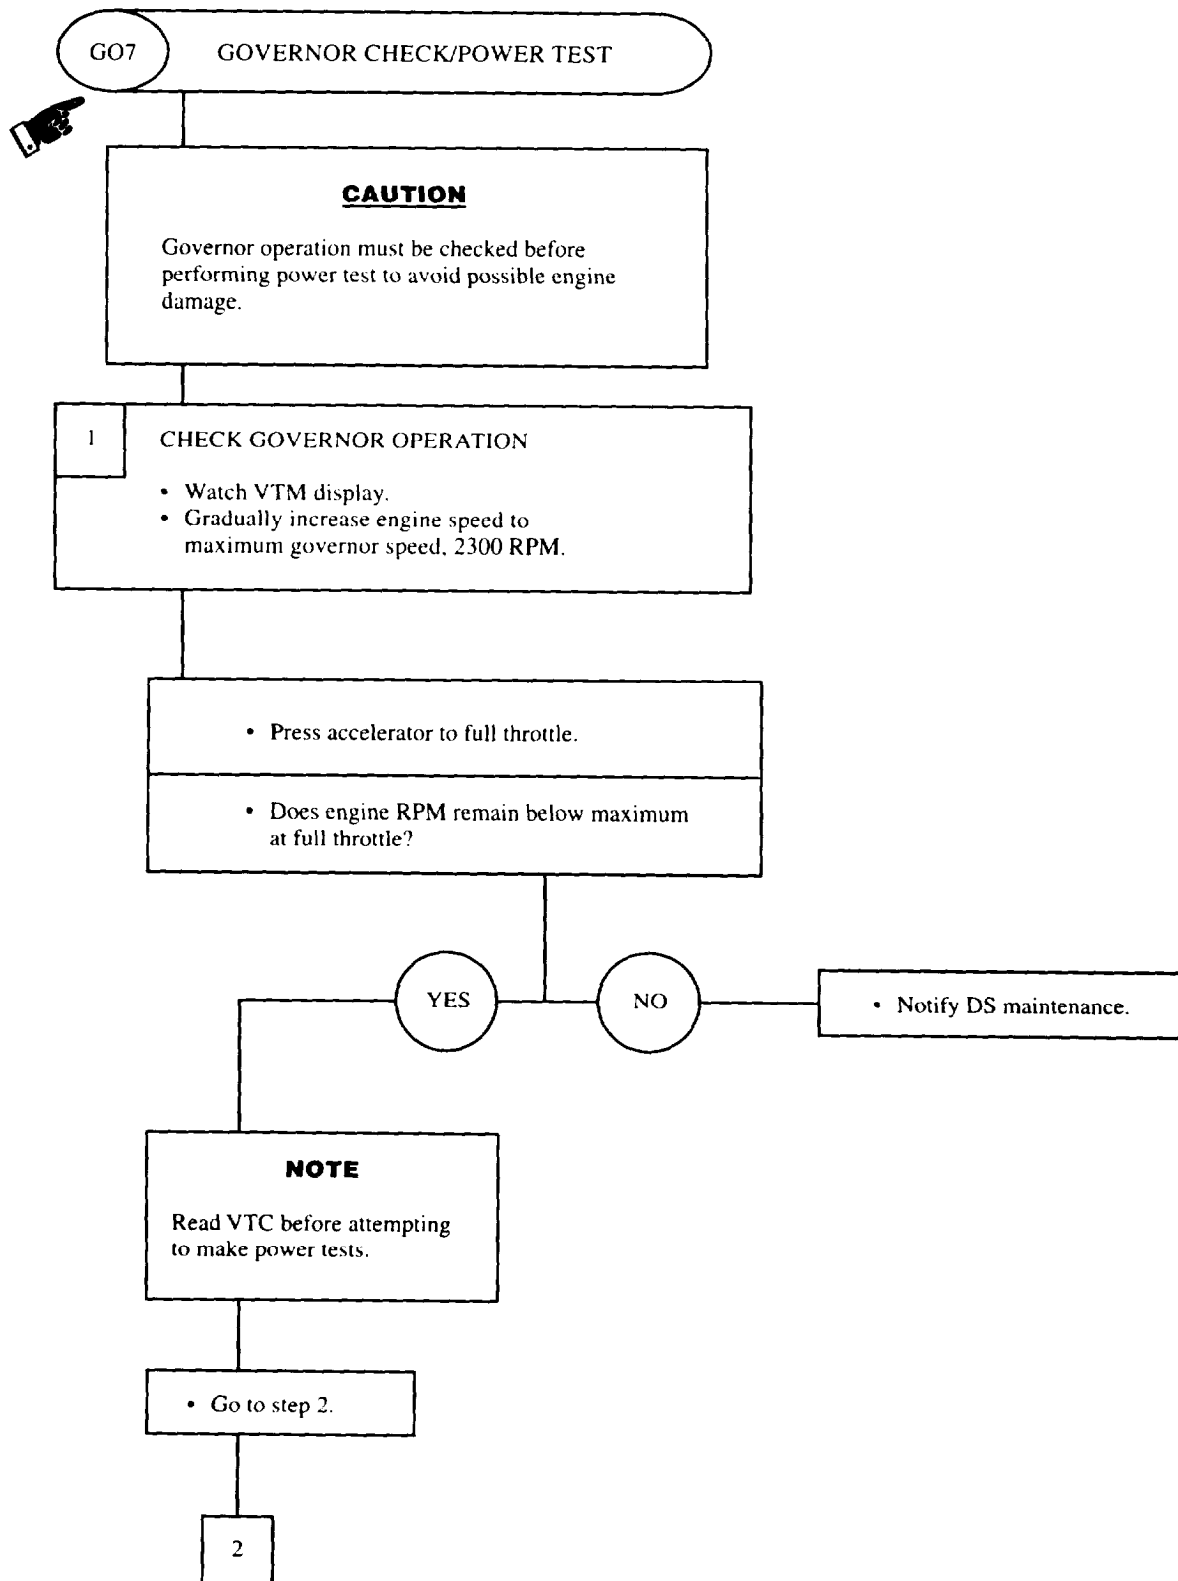 GO7
GOVERNOR CHECK/POWER TEST
CAUTION
Governor operation must be checked before
performing power test to avoid possible engine
damage.
1
CHECK GOVERNOR OPERATION
• Watch VTM display.
• Gradually increase engine speed to
maximum governor speed, 2300 RPM.
• Press accelerator to full throttle.
• Does engine RPM remain below maximum
at full throttle?
YES
NO
• Notify DS maintenance.
NOTE
Read VTC before attempting
to make power tests.
• Go to step 2.
2